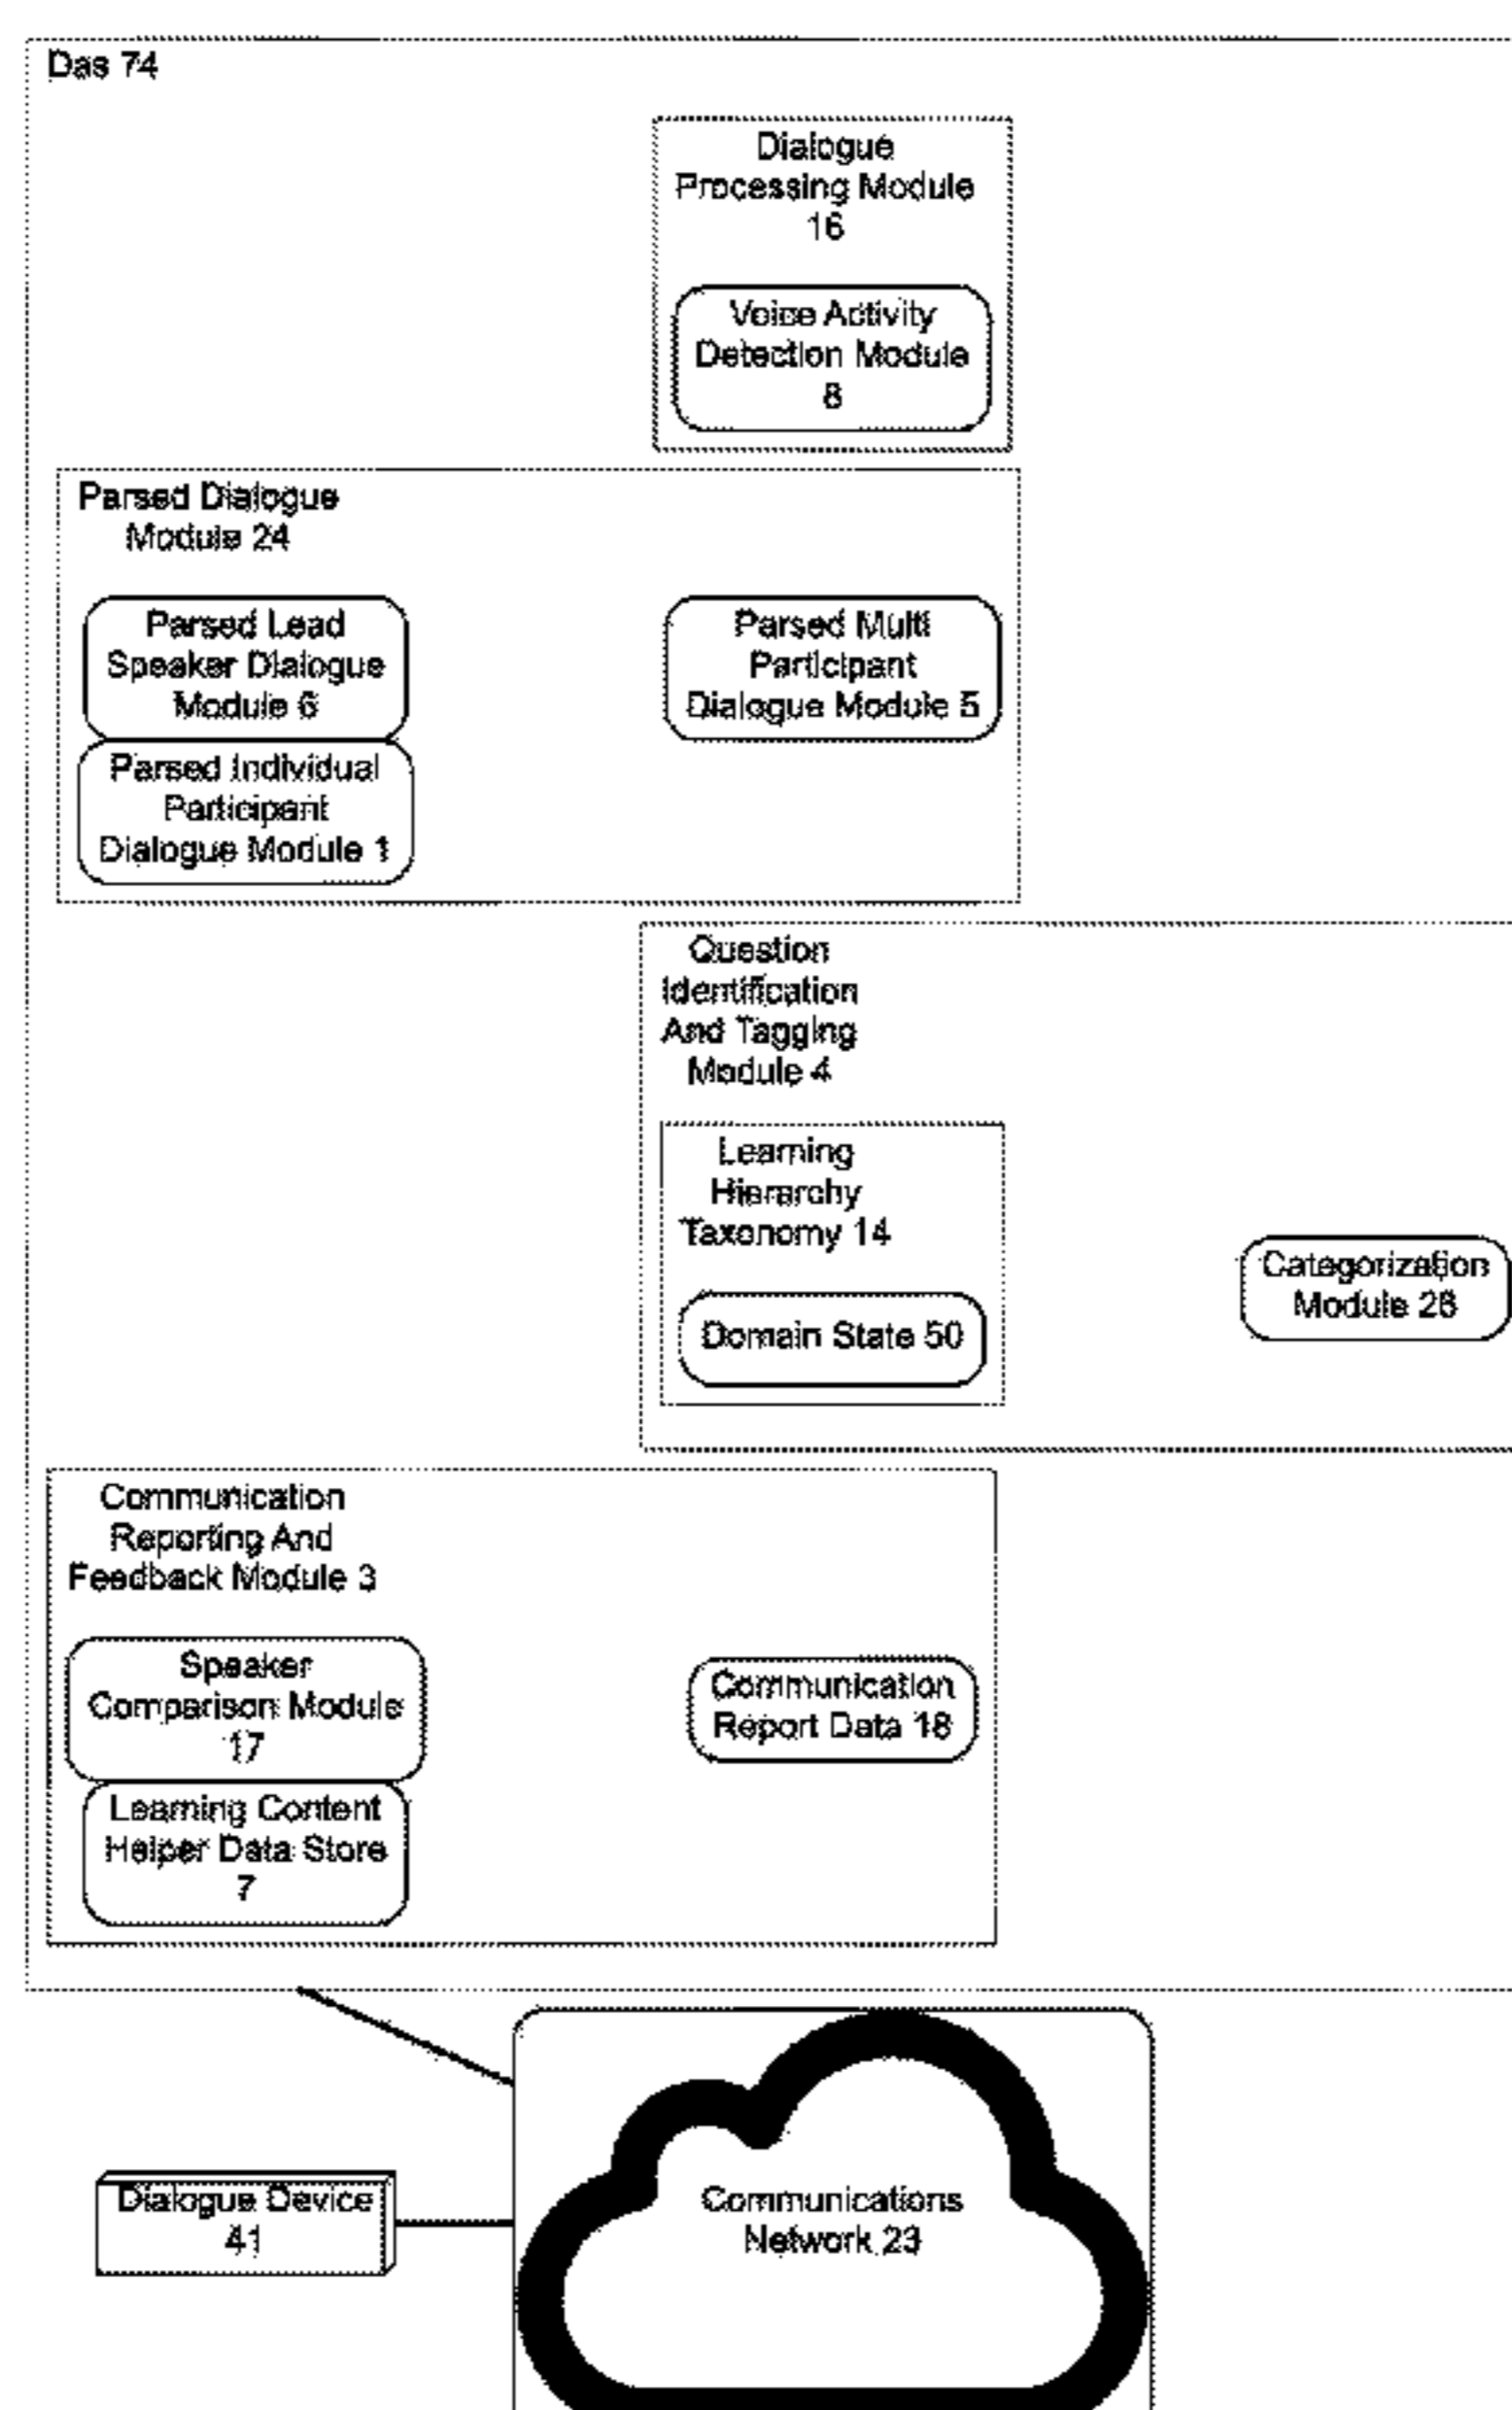 Das 74
Dialogue
Processing Module
16
Voice Activity
Detection Module
8
Parsed Dialogue
Module 24
Parsed Lead
Speaker Dialogue
Module 6
Parsed Multi
Participant
Dialogue Module 5
Parsed Individual
Participant
Dialogue Module 1
Question
Identification
And Tagging
Module 4
Learning
Hierarchy
Taxonomy 14
Domain State 50
Categorization
Module 26
Communication
Reporting And
Feedback Module 3
Speaker
Comparison Module
17
Communication
Report Data 18
Learning Content
Helper Data Store
7
Dialogue Device
41
Communications
Network 23